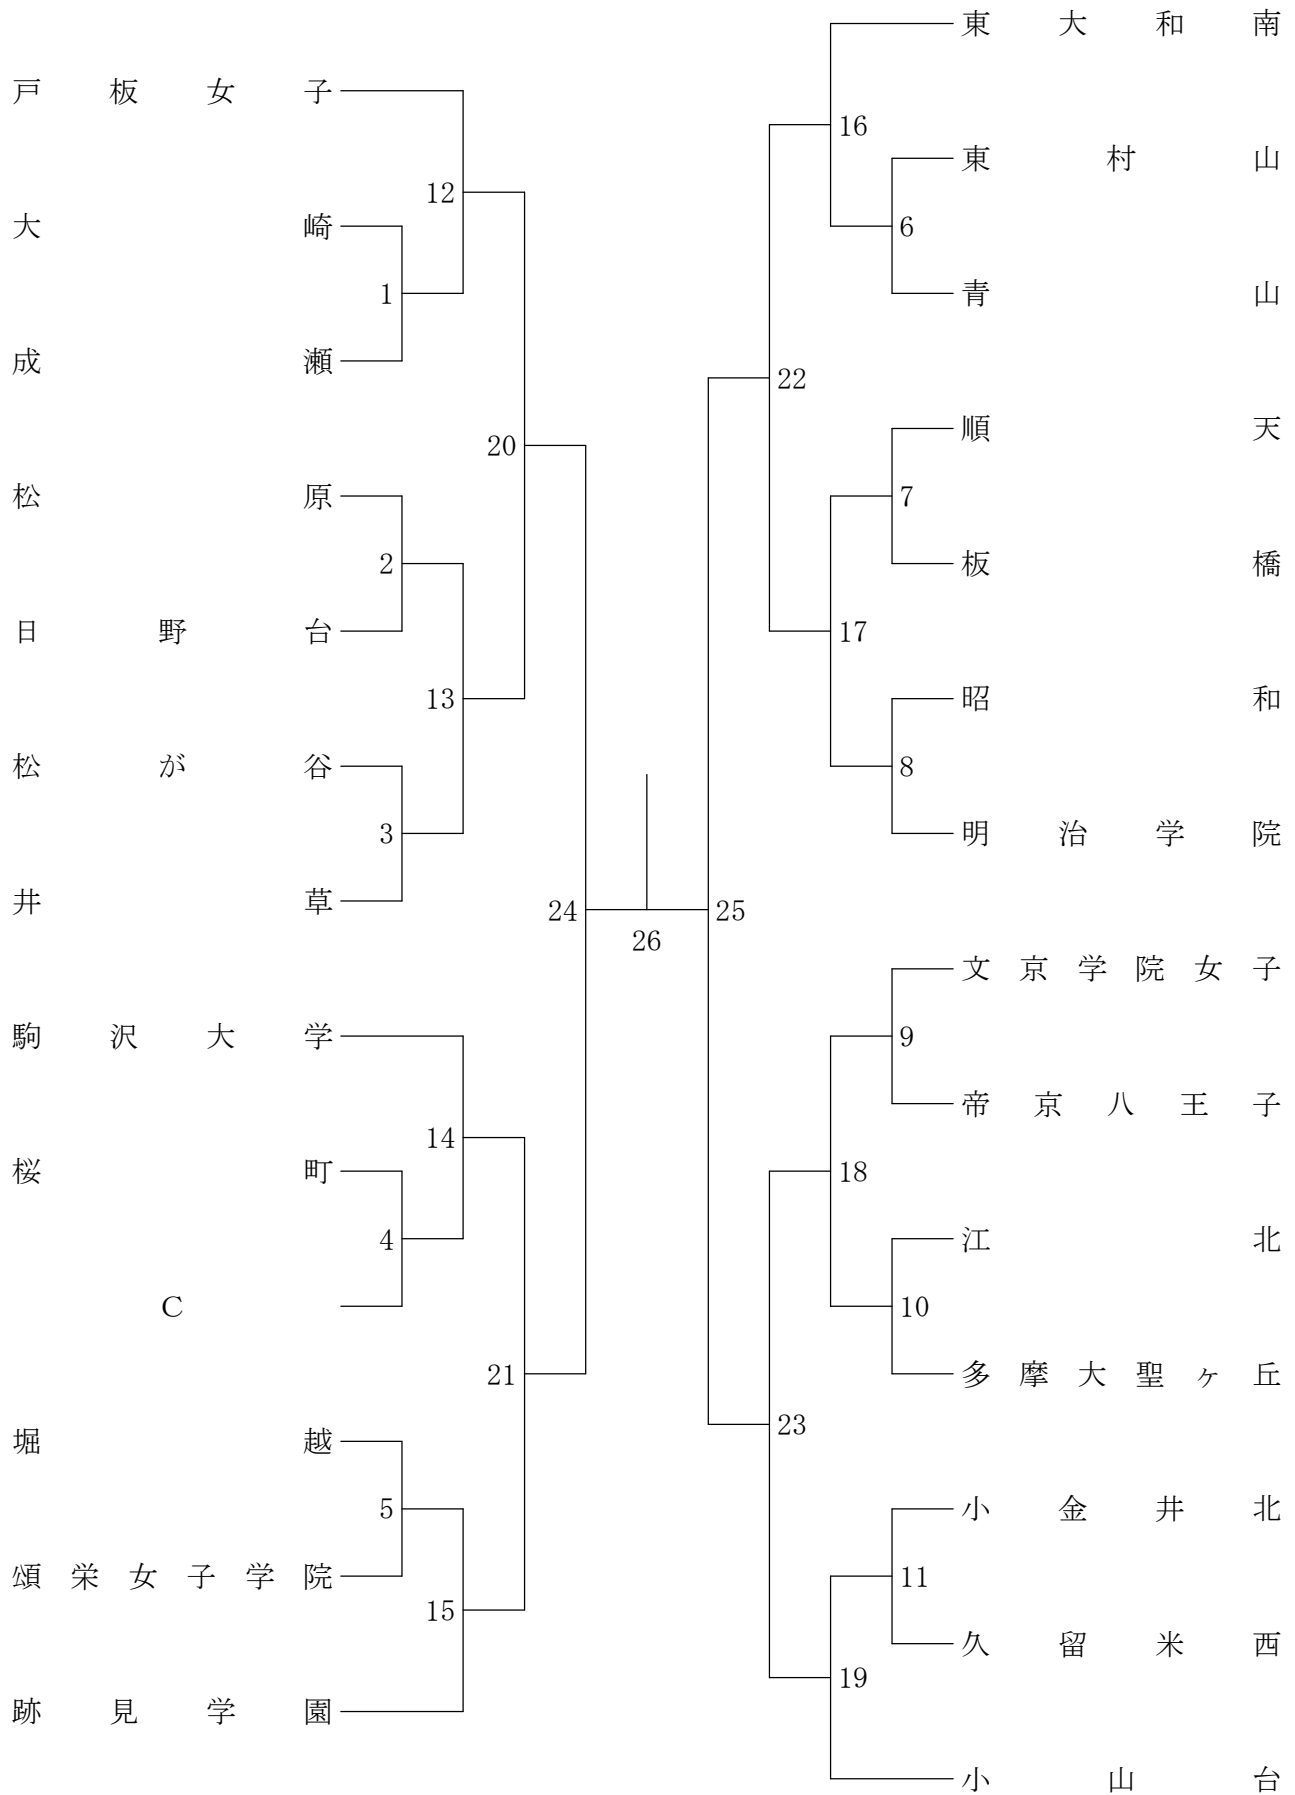 戸板女子
12
大崎
1
成瀬
20
松原
2
日野台
13
松が谷
3
井草
24
駒沢大学
14
桜町
4
C
21
堀越
5
頌栄女子学院
15
跡見学園
26
東大和南
16
東村山
6
青山
22
順天
7
板橋
17
昭和
8
明治学院
25
文京学院女子
9
帝京八王子
18
江北
10
多摩大聖ヶ丘
23
小金井北
11
久留米西
19
小山台